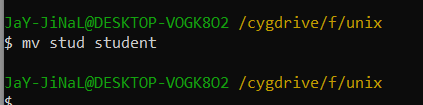 JaY-JiNaL@DESKTOP-VOGK8O2 /cygdrive/f/unix
$ mv stud student
JaY-JiNaL@DESKTOP-VOGK8O2 /cygdrive/f/unix
$